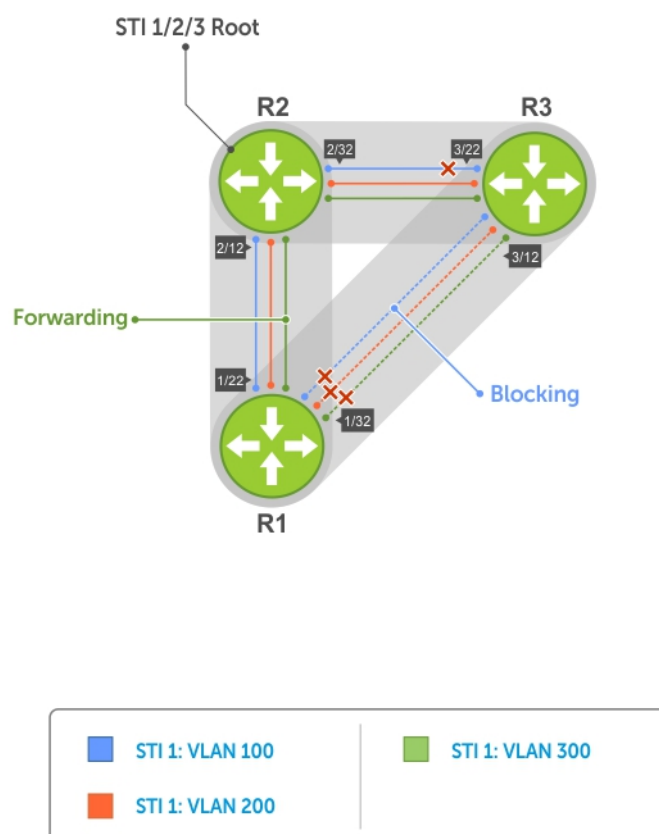 STI 1/2/3 Root
R2
R3
2/32
3/22
2/12
3/12
Forwarding
1/22
Blocking
1/32
R1
STI 1: VLAN 100
STI 1: VLAN 300
STI 1: VLAN 200